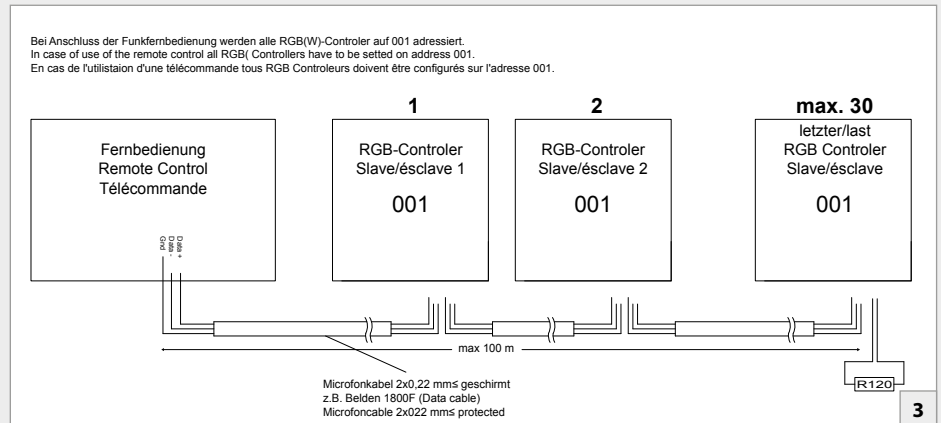 Bei Anschluss der Funkfernbedienung werden alle RGB(W)-Controler auf 001 adressiert.
In case of use of the remote control all RGB( Controllers have to be setted on address 001.
En cas de l'utilistaion d'une télécommande tous RGB Controleurs doivent être configurés sur l'adresse 001.
1
2
max. 30
Fernbedienung
Remote Control
Télécommande
Data +
Data -
Gnd
RGB-Controler
Slave/ésclave 1
001
RGB-Controler
Slave/ésclave 2
001
letzter/last
RGB Controler
Slave/ésclave
001
max 100 m
R120
Microfonkabel 2x0,22 mm≤ geschirmt
z.B. Belden 1800F (Data cable)
Microfoncable 2x022 mm≤ protected
3